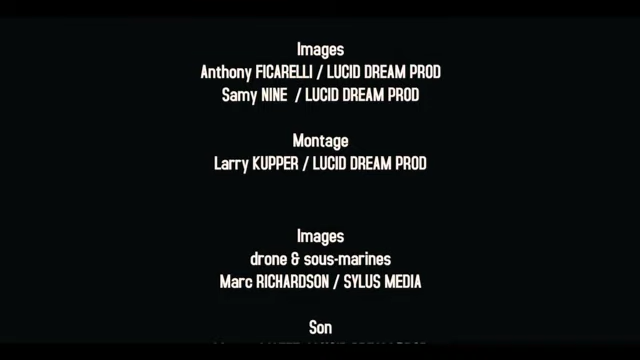 Images
Anthony FICARELLI / LUCID DREAM PROD
Samy NINE / LUCID DREAM PROD
Montage
Larry KUPPER / LUCID DREAM PROD
Images
drone & sous-marines
Marc RICHARDSON / SYLUS MEDIA
Son